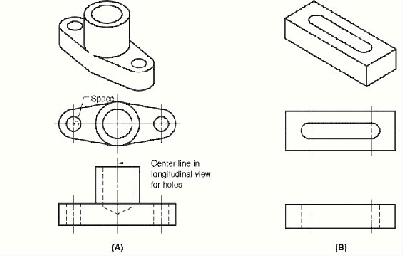 Space
Center line in
longitudinal view
for holes
(A)
(B)